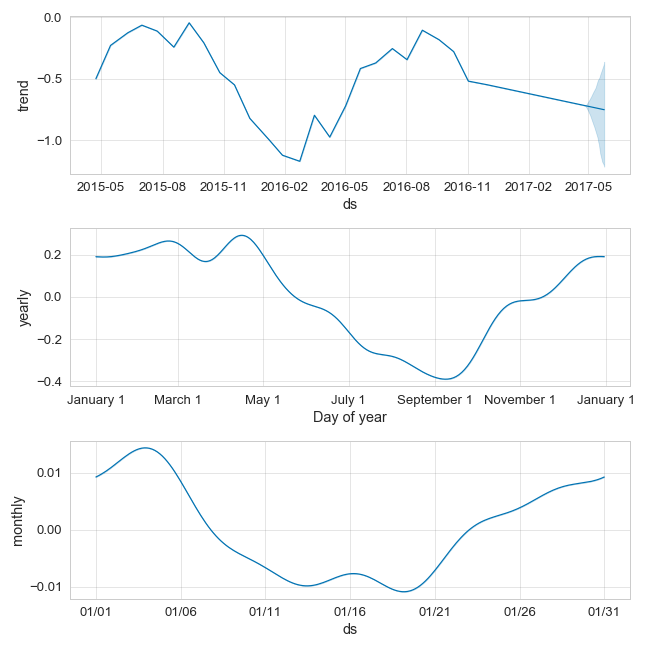 0.0
−0.5
−1.0
trend
2015-05 2015-08 2015-11 2016-02 2016-05 2016-08 2016-11 2017-02 2017-05
ds
0.2
0.0
−0.2
−0.4
yearly
January 1 March 1 May 1 July 1 September 1 November 1 January 1
Day of year
0.01
0.00
−0.01
monthly
01/01 01/06 01/11 01/16 01/21 01/26 01/31
ds